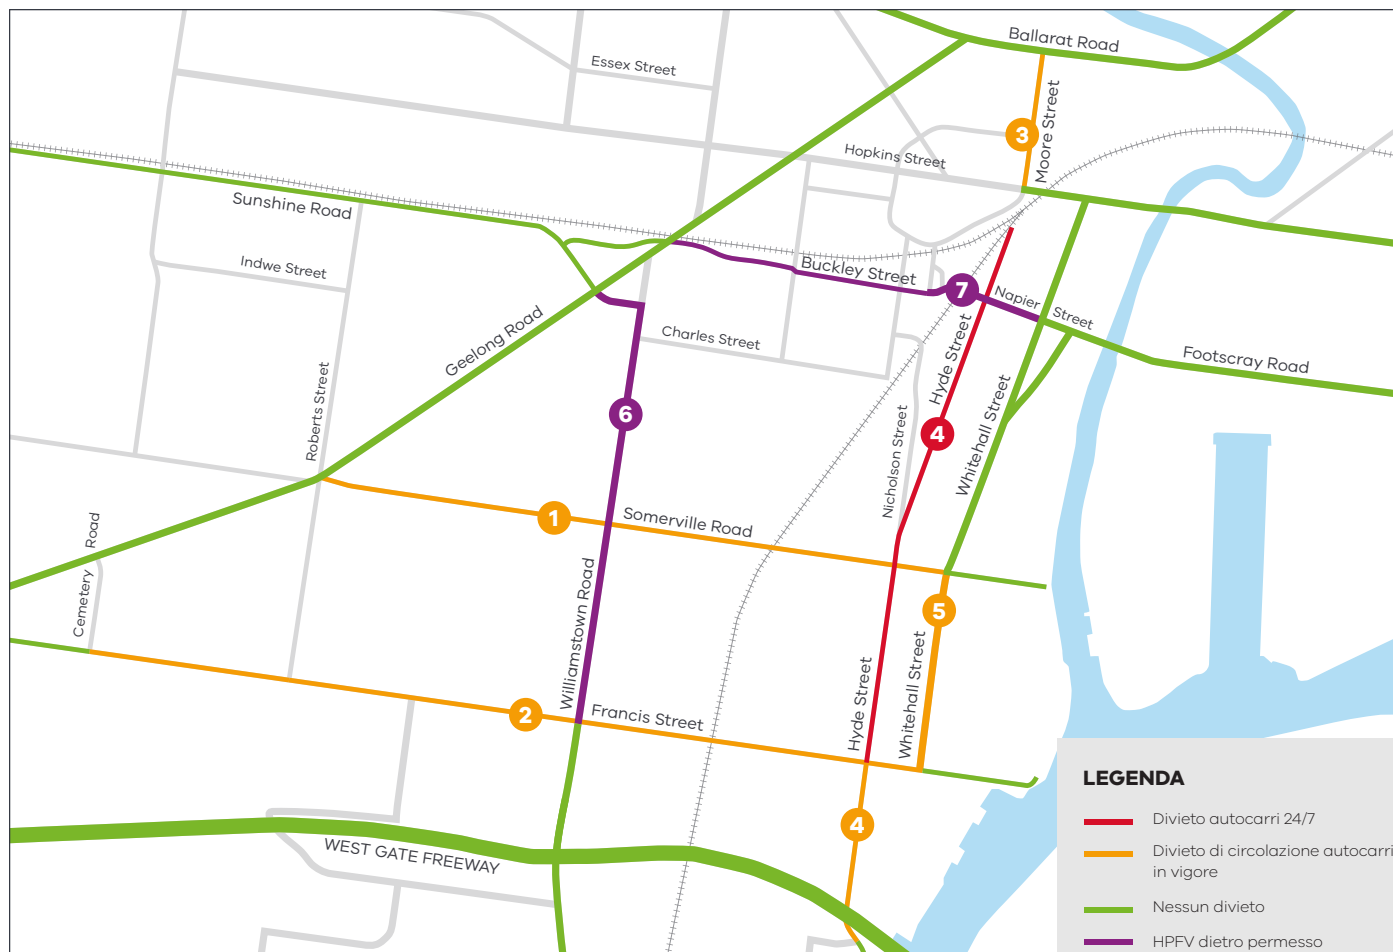 Ballarat Road
Essex Street
3
Moore Street
Hopkins Street
Sunshine Road
Indwe Street
Buckley Street
7
Napier Street
Geelong Road
Charles Street
Hyde Street
Footscray Road
Roberts Street
6
4
Whitehall Street
Nicholson Street
1
Somerville Road
Cemetery Road
Williamstown Road
5
Hyde Street
Whitehall Street
2
Francis Street
4
WEST GATE FREEWAY
LEGENDA
Divieto autocarri 24/7
Divieto di circolazione autocarri
in vigore
Nessun divieto
HPFV dietro permesso